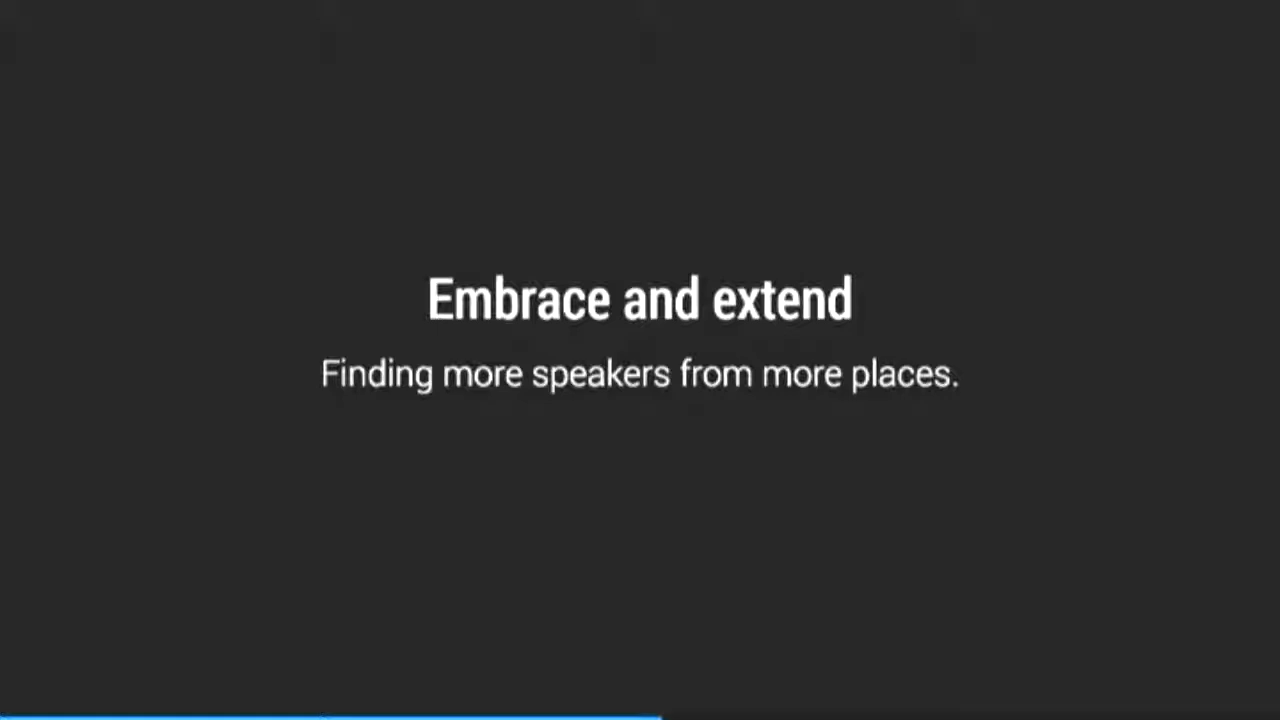 Embrace and extend
Finding more speakers from more places.